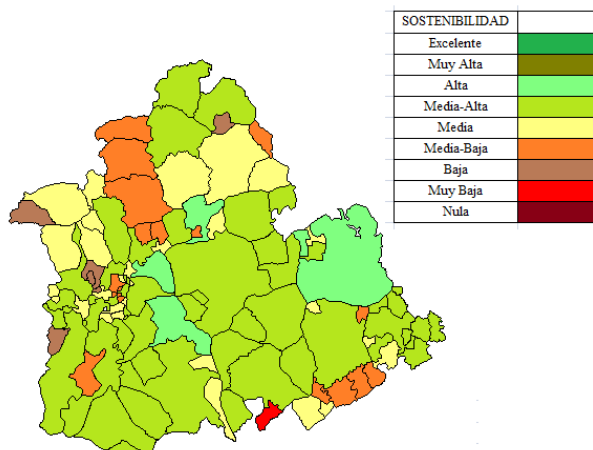 SOSTENIBILIDAD
Excelente
Muy Alta
Alta
Media-Alta
Media
Media-Baja
Baja
Muy Baja
Nula